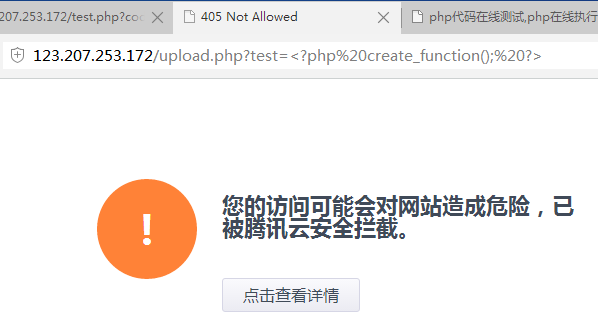 07.253.172/test.php?coc
405 Not Allowed
php代码在线测试,php在线执行
123.207.253.172/upload.php?test=<?php%20create_function();%20?>
!
您的访问可能会对网站造成危险，已
被腾讯云安全拦截。
点击查看详情